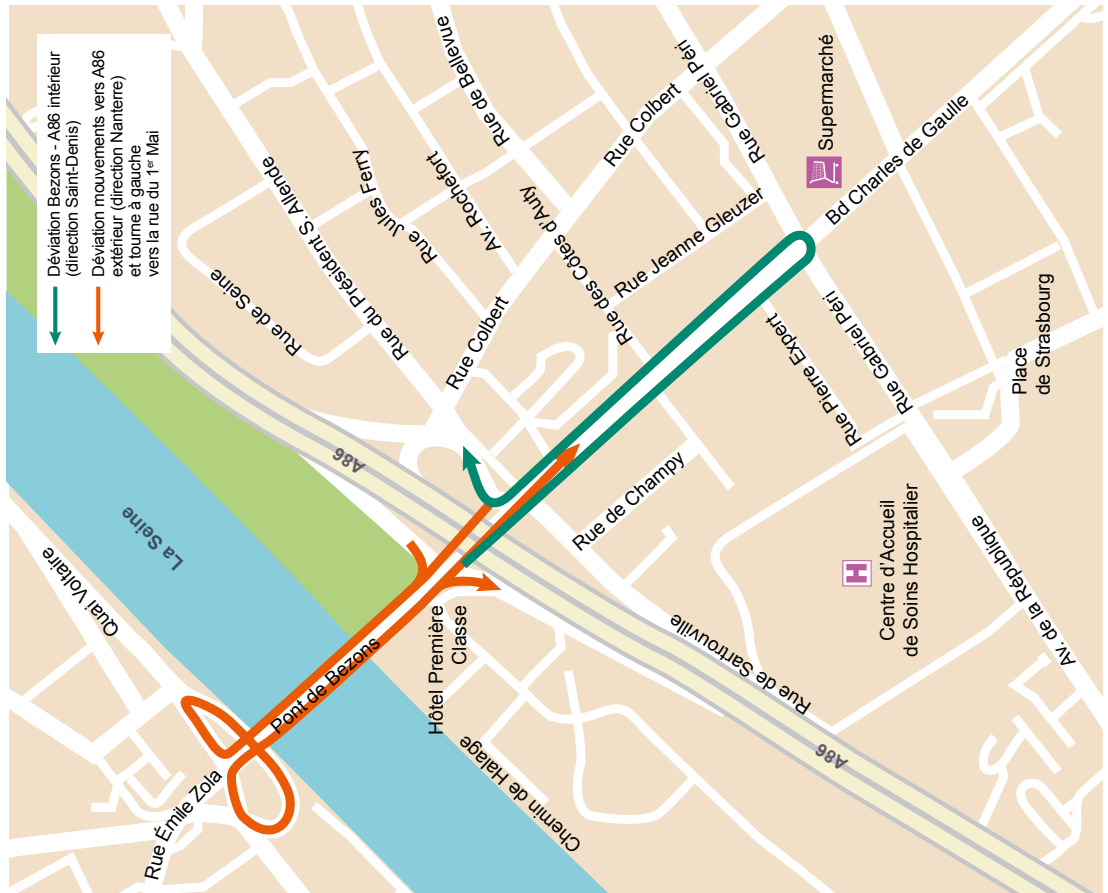 Déviation Bezons - A86 intérieur
(direction Saint-Denis)
Déviation mouvements vers A86
extérieur (direction Nanterre)
et tourne à gauche
vers la rue du 1er Mai
Rue de Bellevue
Rue Gabriel Péri
Supermarché
Bd Charles de Gaulle
Rue Colbert
Rue du Président S. Allende
Rue Jules Ferry
Av. Rochefort
Rue des Côtes d'Auty
Rue Jeanne Gleuzer
Rue de Seine
Rue Colbert
Rue des Côtes d'Auty
Rue Pierre Expert
Rue Gabriel Péri
Place
de Strasbourg
A86
La Seine
Quai Voltaire
Rue de Champy
Centre d'Accueil
de Soins Hospitalier
H
Av. de la République
Hôtel Première
Classe
Pont de Bezons
Rue de Sartrouville
A86
Chemin de Halage
Rue Émile Zola